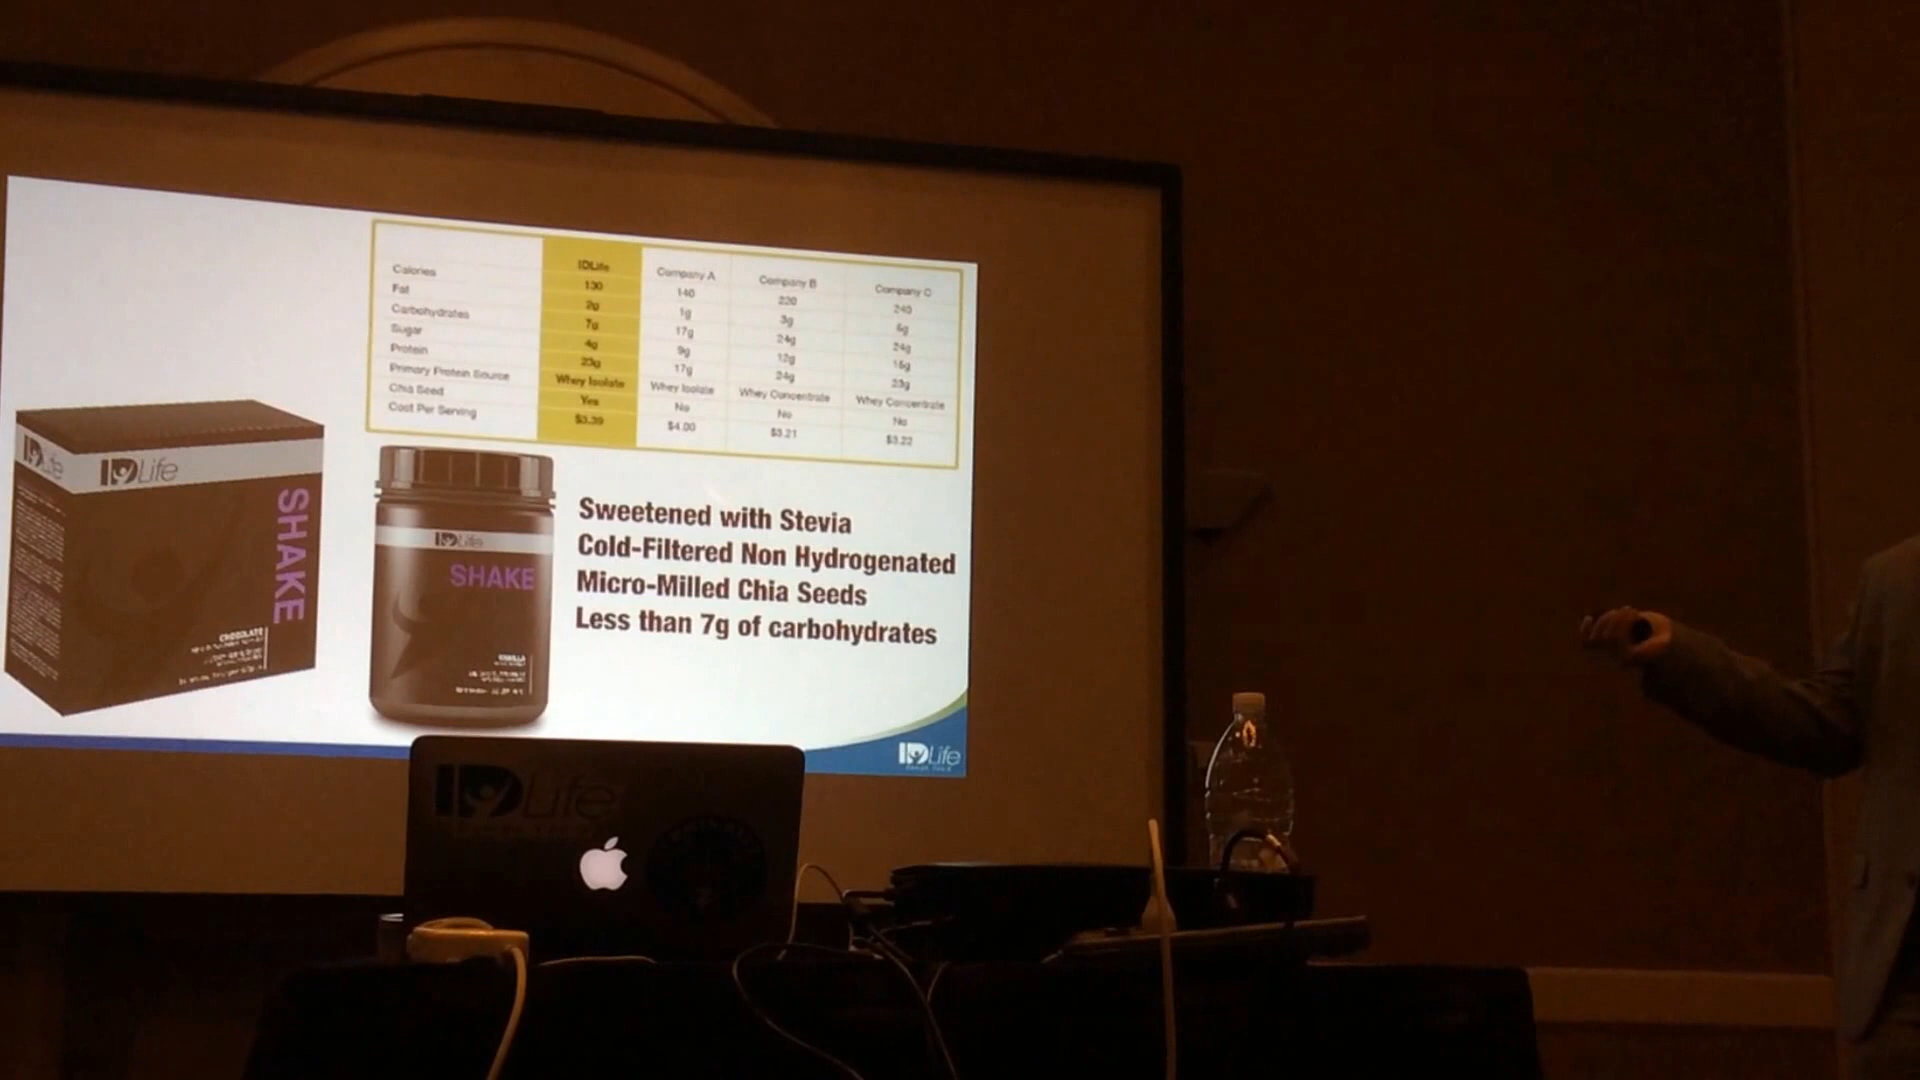 IDLife Company A Company B Company C
Calories 130 140 220 240
Fat 2g 1g 3g 6g
Carbohydrates 7g 17g 24g 24g
Sugar 4g 9g 12g
Protein 23g 17g 24g 23g
Primary Protein Source Whey Isolate Whey Isolate Whey Concentrate Whey Concentrate
Chia Seed Yes No No No
Cost Per Serving $3.39 $4.00 $3.21 $3.22
IDLife
IDLife
SHAKE
CHOCOLATE
IDLife
SHAKE
VANILLA
Sweetened with Stevia
Cold-Filtered Non Hydrogenated
Micro-Milled Chia Seeds
Less than 7g of carbohydrates
IDLife
IDLife